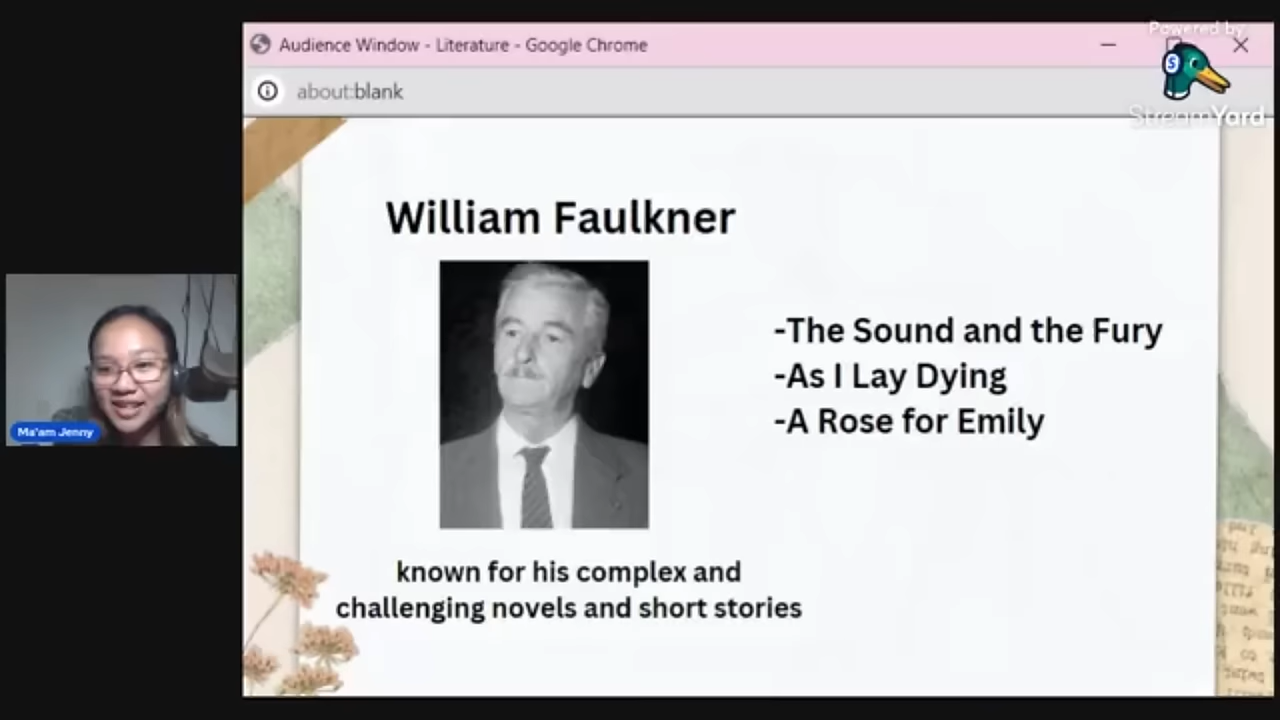 Audience Window - Literature - Google Chrome
Powered by
about:blank
StreamYard
William Faulkner
-The Sound and the Fury
-As I Lay Dying
-A Rose for Emily
Ma'am Jenny
known for his complex and
challenging novels and short stories